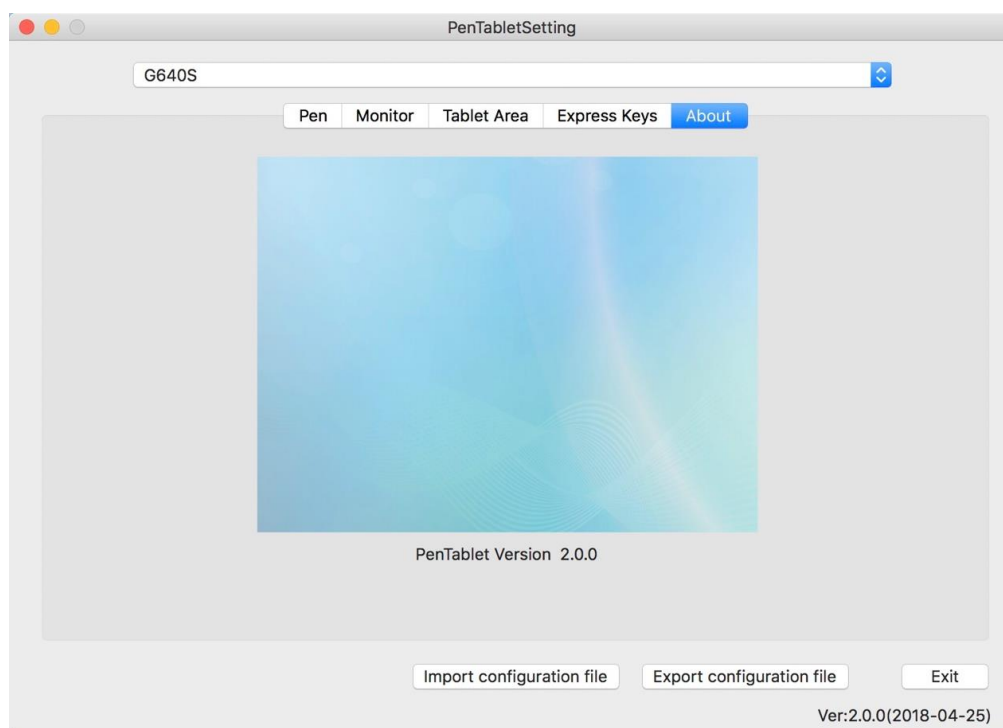 PenTabletSetting
G640S
Pen Monitor Tablet Area Express Keys About
PenTablet Version 2.0.0
Import configuration file Export configuration file Exit
Ver:2.0.0(2018-04-25)